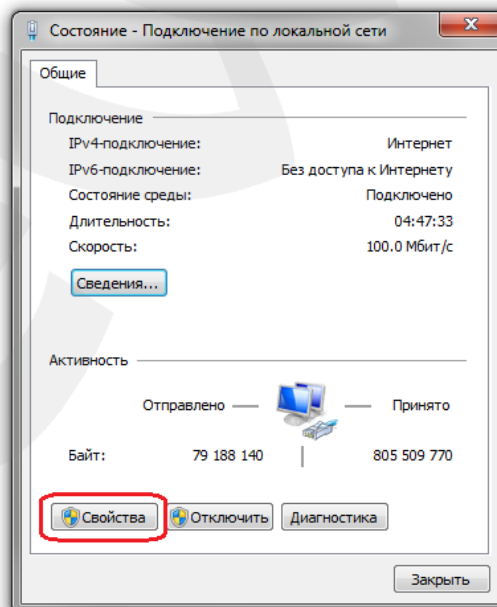 Состояние - Подключение по локальной сети
Общие
Подключение
IPv4-подключение: Интернет
IPv6-подключение: Без доступа к Интернету
Состояние среды: Подключено
Длительность: 04:47:33
Скорость: 100.0 Мбит/с
Сведения...
Активность
Отправлено — — Принято
Байт: 79 188 140 | 805 509 770
Свойства Отключить Диагностика
Закрыть